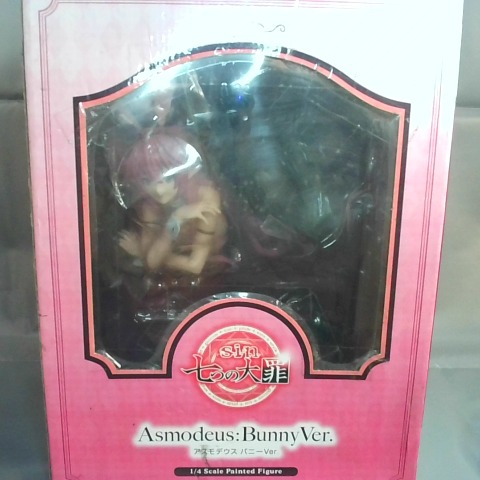 sin
七つの大罪
Asmodeus:BunnyVer.
アスモデウス バニーVer
1/4 Scale Painted Figure